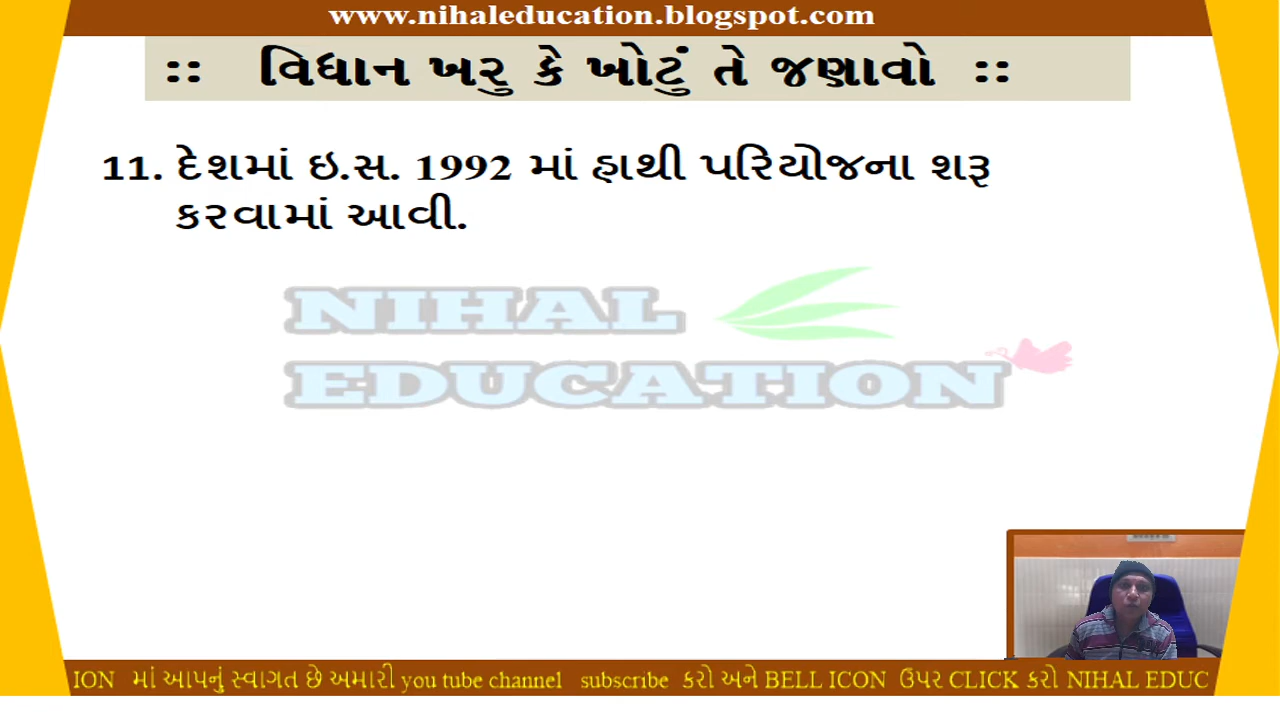 www.nihaleducation.blogspot.com
:: વિધાન ખરુ કે ખોટું તે જણાવો ::
11. દેશમાં ઇ.સ. 1992 માં હાથી પરિયોજના શરૂ
કરવામાં આવી.
NIHAL
EDUCATION
ION માં આપનું સ્વાગત છે અમારી you tube channel subscribe કરો અને BELL ICON ઉપર CLICK કરો NIHAL EDUC